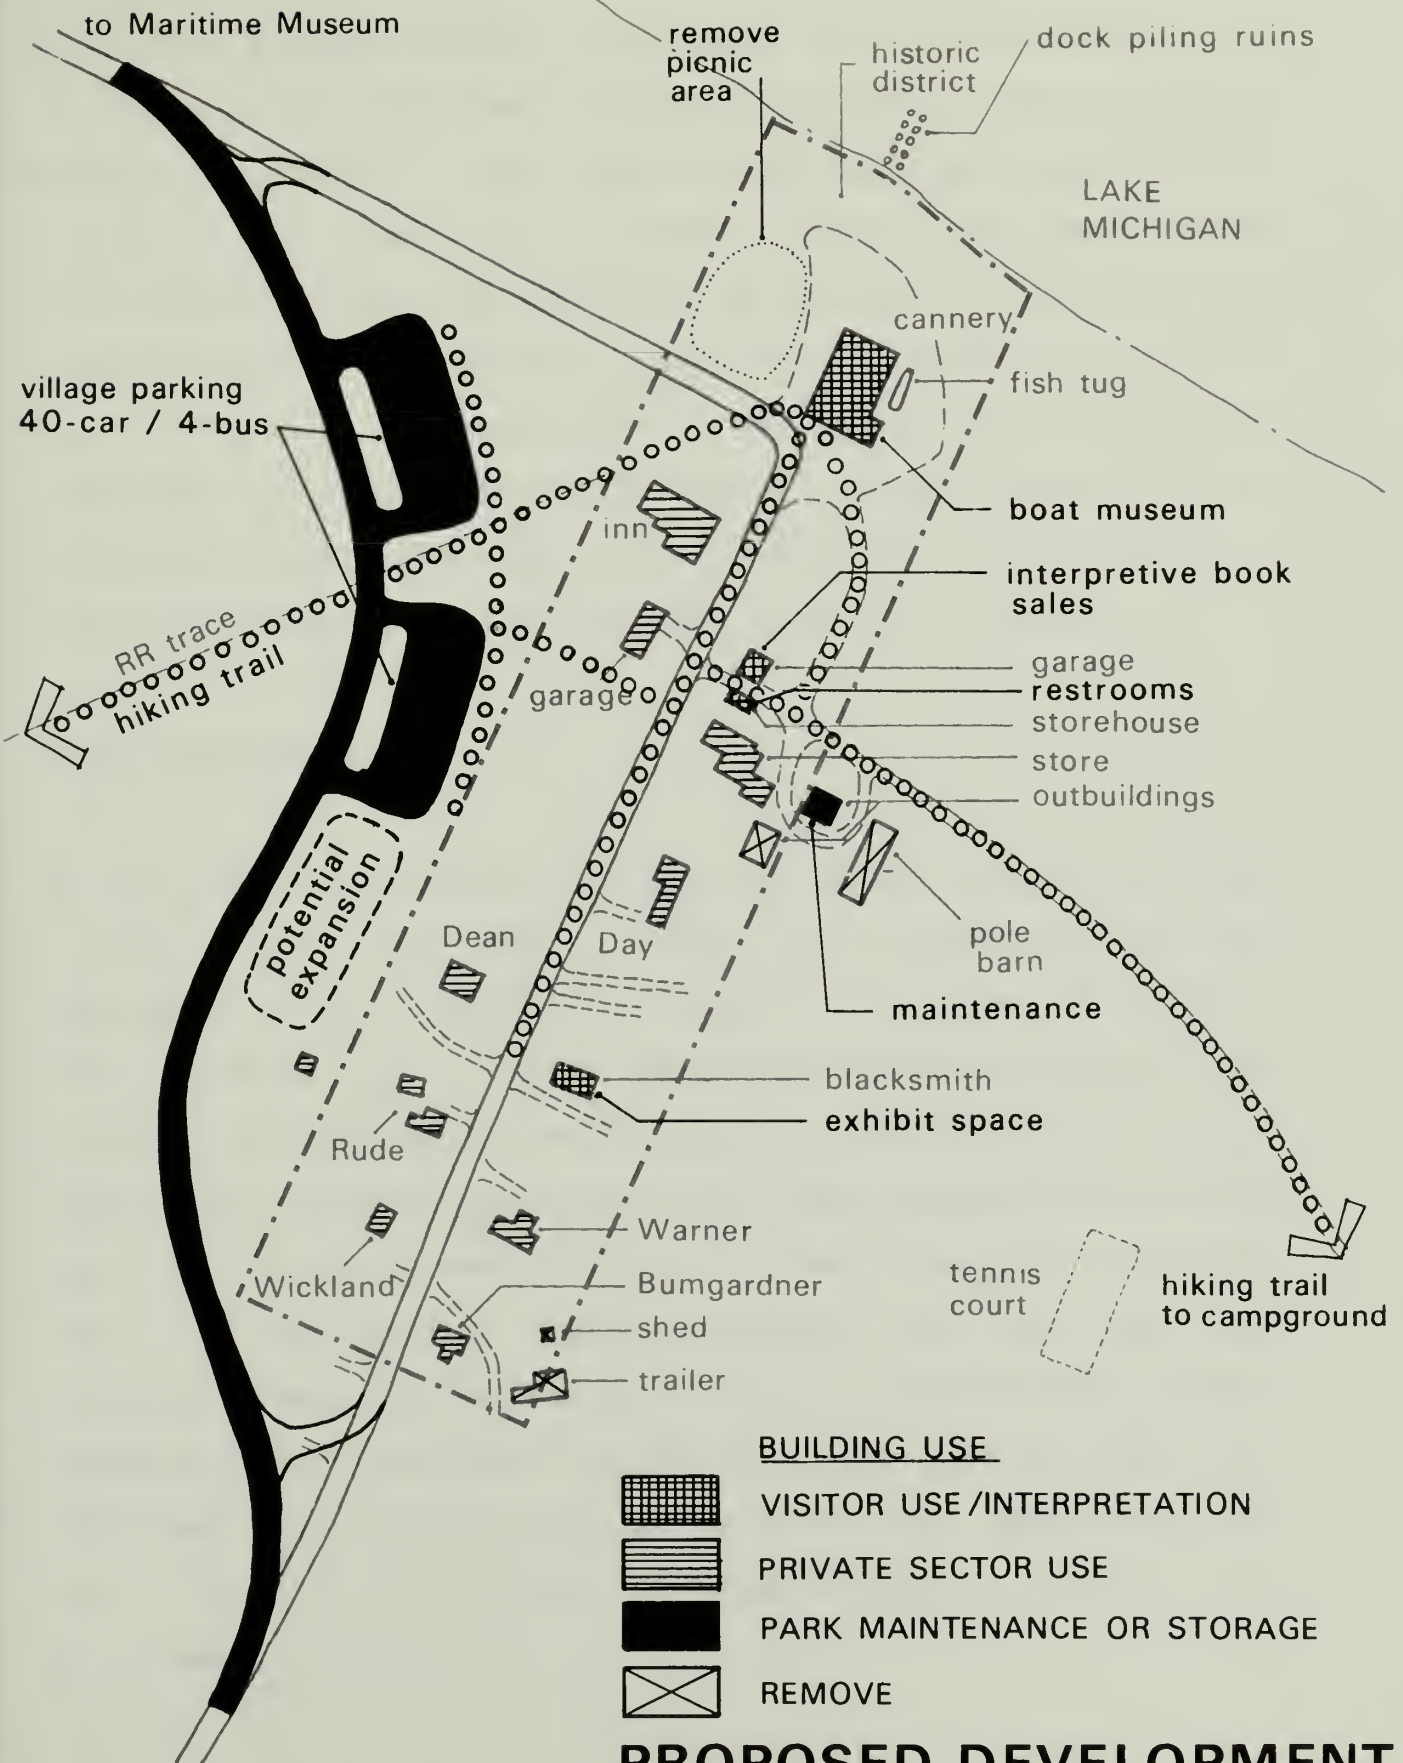 to Maritime Museum
remove
picnic
area
historic
district
dock piling ruins
LAKE
MICHIGAN
cannery
fish tug
village parking
40-car / 4-bus
boat museum
inn
interpretive book
sales
RR trace
hiking trail
garage
garage
restrooms
storehouse
store
outbuildings
potential
expansion
Dean
Day
pole
barn
maintenance
blacksmith
exhibit space
Rude
Warner
Wickland
Bumgardner
shed
trailer
tennis
court
hiking trail
to campground
BUILDING USE
VISITOR USE/INTERPRETATION
PRIVATE SECTOR USE
PARK MAINTENANCE OR STORAGE
REMOVE
PROPOSED DEVELOPMENT